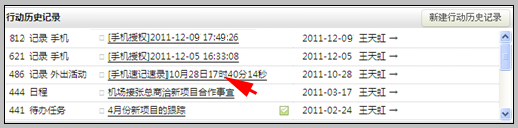 行动历史记录 新建行动历史记录
812 记录 手机 [手机授权]2011-12-09 17:49:26 2011-12-09 王天虹
621 记录 手机 [手机授权]2011-12-05 16:33:08 2011-12-05 王天虹
486 记录 外出活动 [手机速记速录]10月28日17时40分14秒 2011-10-28 王天虹
444 日程 机场接张总商洽新项目合作事宜 2011-03-17 王天虹
441 待办任务 4月份新项目的跟踪 2011-02-24 王天虹